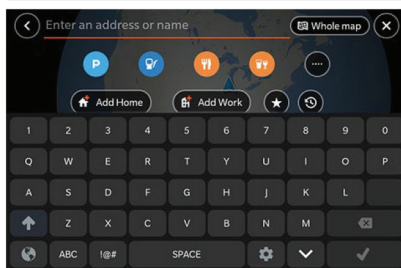 Enter an address or name Whole map
P
Add Home Add Work
1 2 3 4 5 6 7 8 9 0
Q W E R T Y U I O P
A S D F G H J K L
Z X C V B N M
ABC !@# SPACE